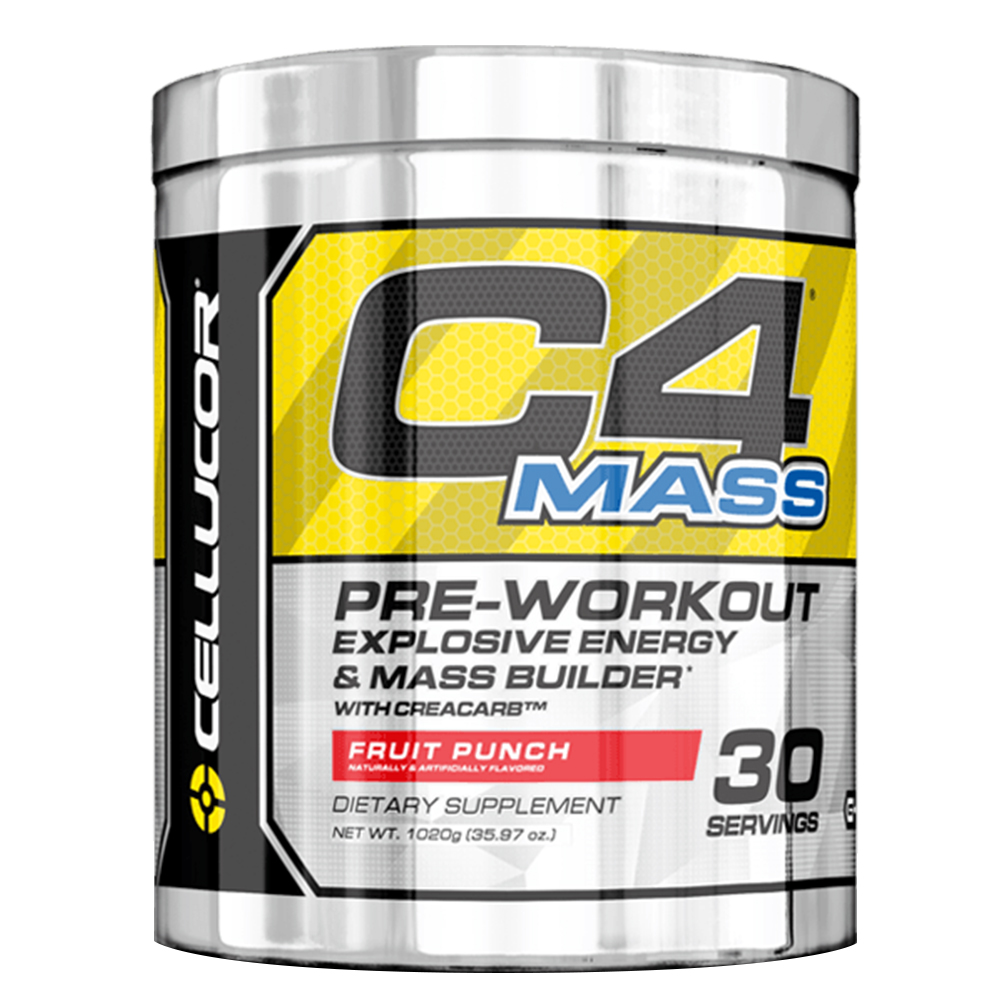 CELLUCOR®
C4®
MASS
PRE-WORKOUT
EXPLOSIVE ENERGY
& MASS BUILDER*
WITH CREACARB™
FRUIT PUNCH
NATURALLY & ARTIFICIALLY FLAVORED
30
SERVINGS
DIETARY SUPPLEMENT
NET WT. 1020g (35.97 oz.)